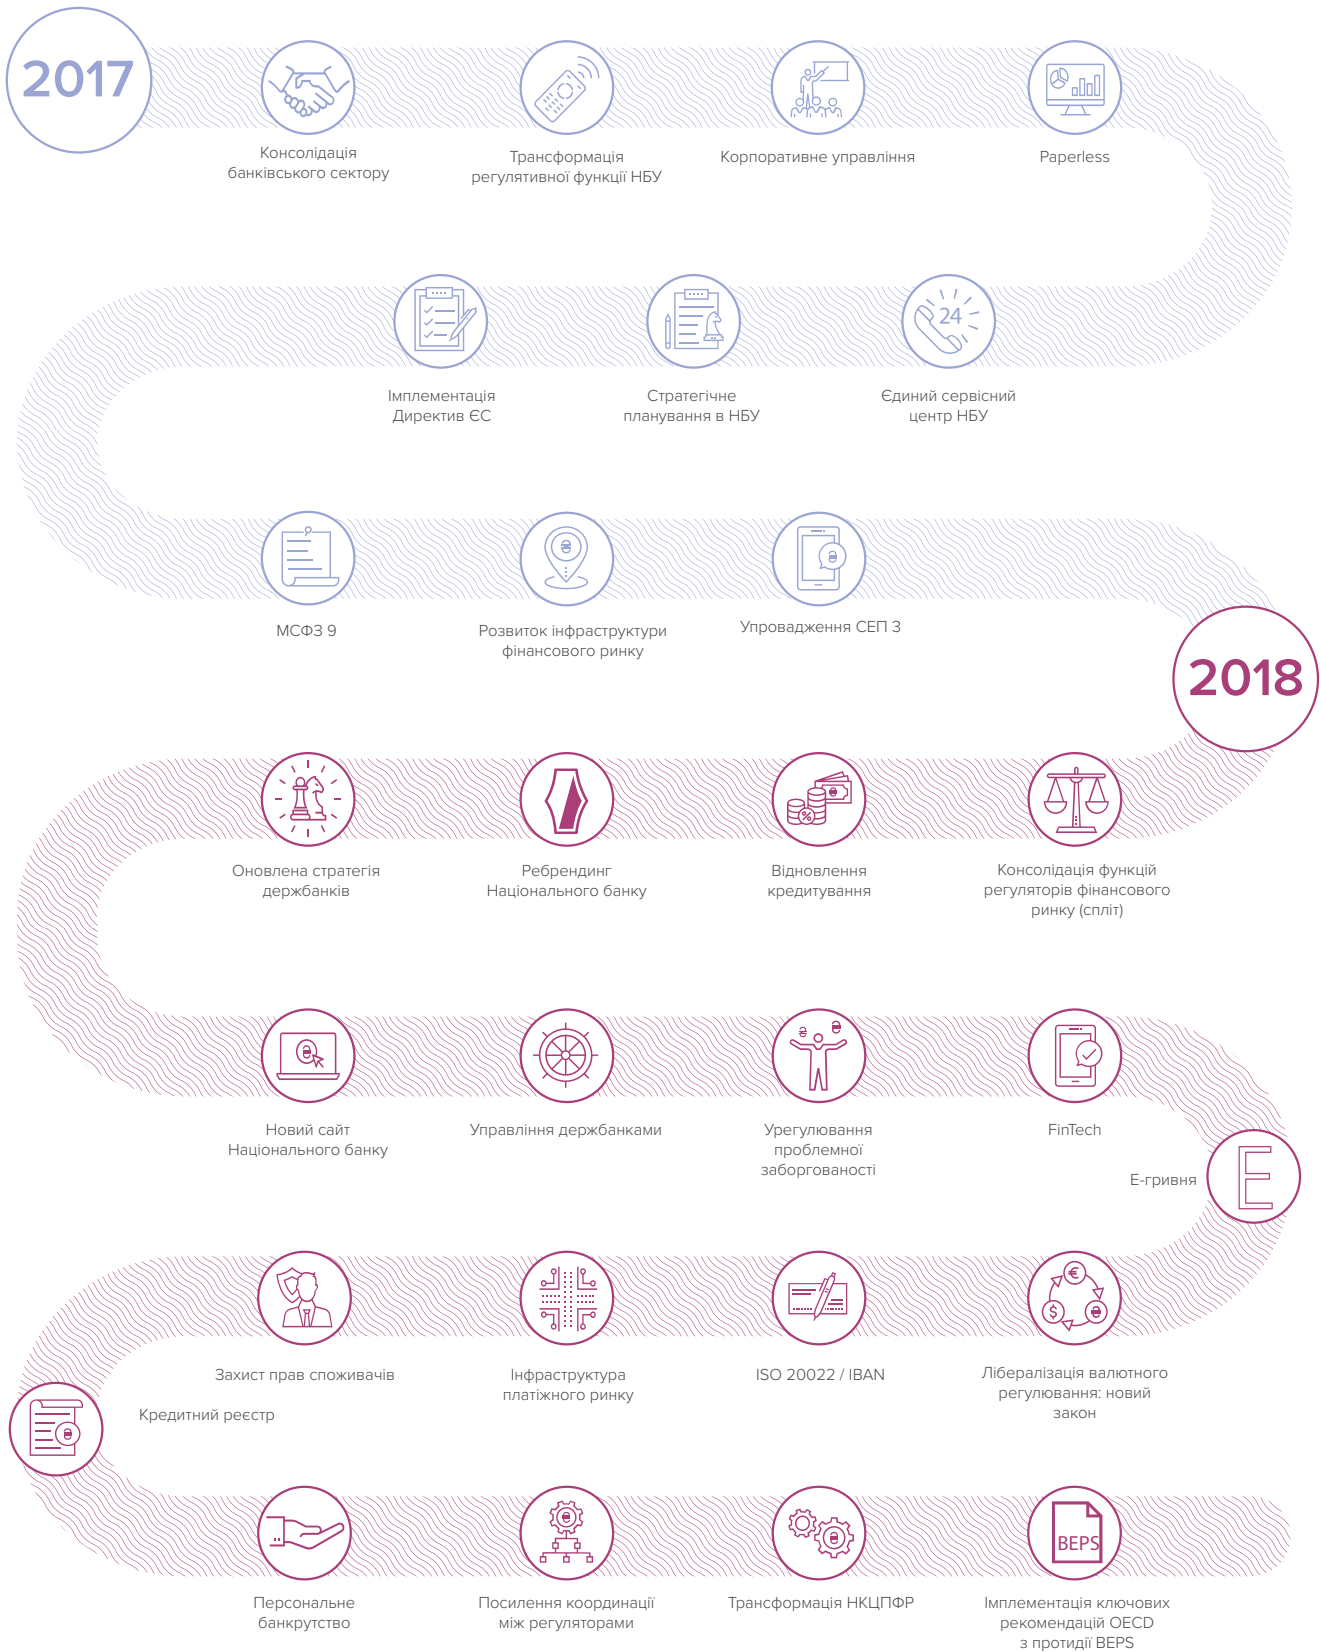 2017
Консолідація
банківського сектору
Трансформація
регулятивної функції НБУ
Корпоративне управління
Paperless
24
Імплементація
Директив ЄС
Стратегічне
планування в НБУ
Єдиний сервісний
центр НБУ
МСФЗ 9
Розвиток інфраструктури
фінансового ринку
Упровадження СЕП 3
2018
Оновлена стратегія
держбанків
Ребрендинг
Національного банку
Відновлення
кредитування
Консолідація функцій
регуляторів фінансового
ринку (спліт)
Новий сайт
Національного банку
Управління держбанками
Урегулювання
проблемної
заборгованості
FinTech
Е-гривня
E
Захист прав споживачів
Інфраструктура
платіжного ринку
ISO 20022 / IBAN
Лібералізація валютного
регулювання: новий
закон
Кредитний реєстр
BEPS
Персональне
банкрутство
Посилення координації
між регуляторами
Трансформація НКЦПФР
Імплементація ключових
рекомендацій OECD
з протидії BEPS